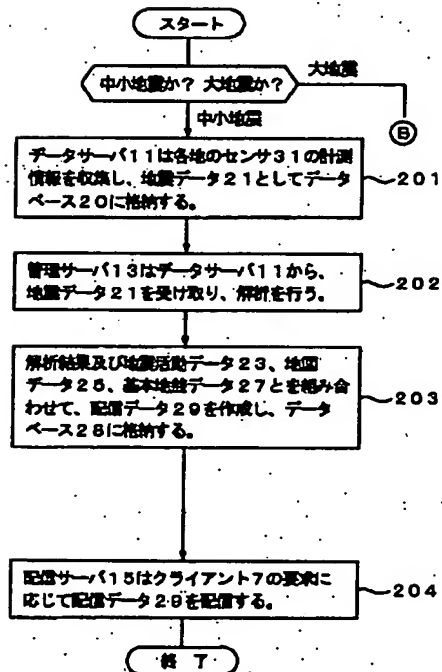 スタート
中小地震か？ 大地震か？
大地震
中小地震
B
データサーバ11は各地のセンサ31の計測
情報を収集し、地震データ21としてデータ
ベース20に格納する。
201
管理サーバ13はデータサーバ11から、
地震データ21を受け取り、解析を行う。
202
解析結果及び地震活動データ23、地図
データ25、基本地盤データ27とを組み合
わせて、配信データ29を作成し、データ
ベース28に格納する。
203
配信サーバ15はクライアント7の要求に
応じて配信データ29を配信する。
204
終 了